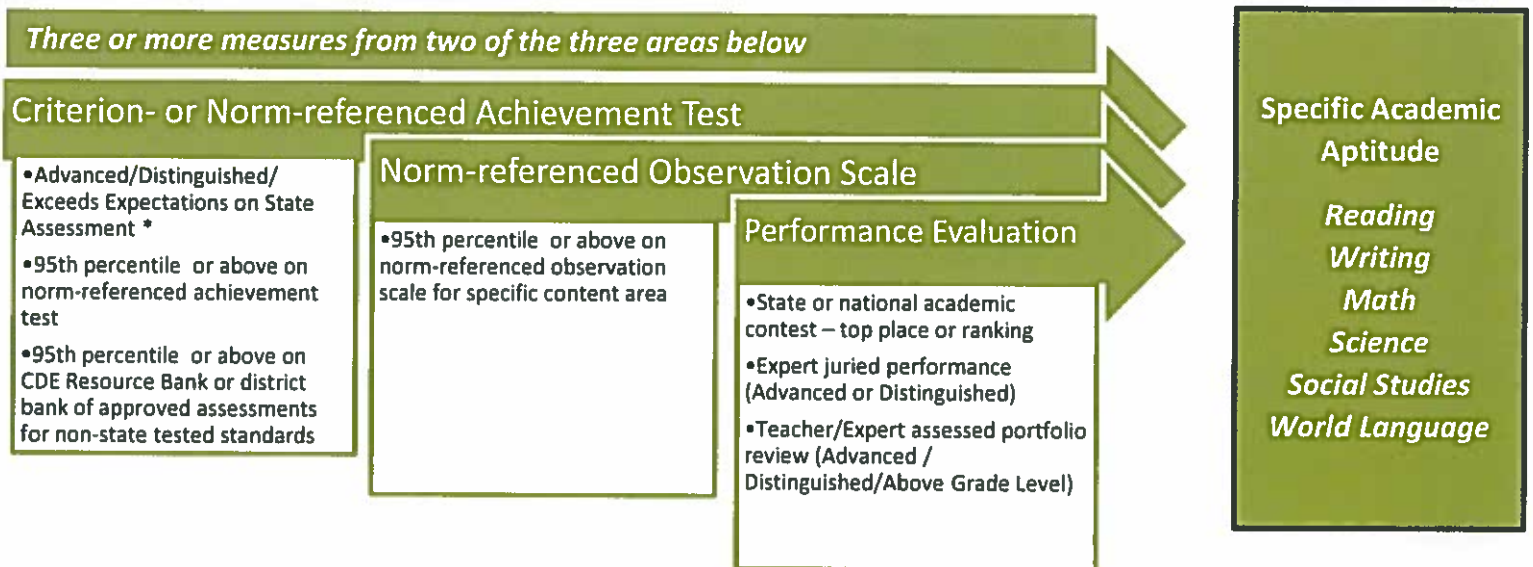 Three or more measures from two of the three areas below
Criterion- or Norm-referenced Achievement Test
•Advanced/Distinguished/
Exceeds Expectations on State
Assessment *
•95th percentile or above on
norm-referenced achievement
test
•95th percentile or above on
CDE Resource Bank or district
bank of approved assessments
for non-state tested standards
Norm-referenced Observation Scale
•95th percentile or above on
norm-referenced observation
scale for specific content area
Performance Evaluation
•State or national academic
contest – top place or ranking
•Expert juried performance
(Advanced or Distinguished)
•Teacher/Expert assessed portfolio
review (Advanced /
Distinguished/Above Grade Level)
Specific Academic
Aptitude
Reading
Writing
Math
Science
Social Studies
World Language